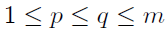 1 ≤ p ≤ q ≤ m